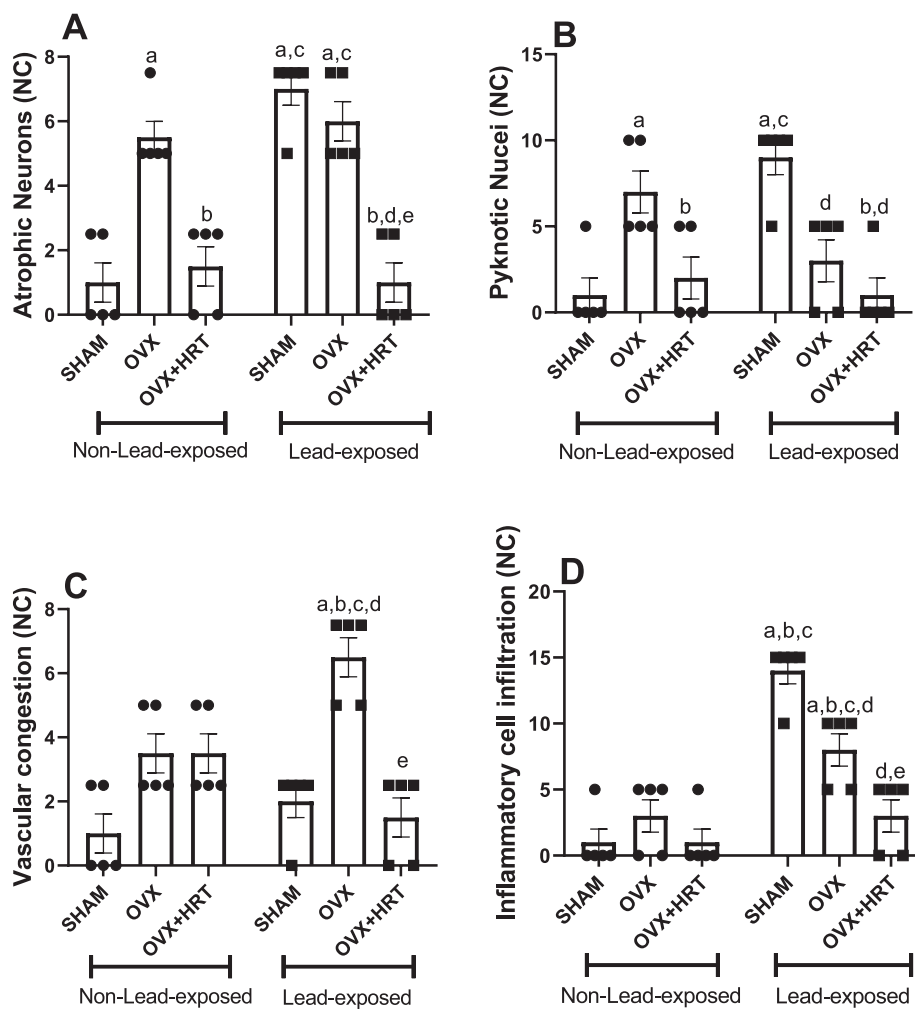 A
Atrophic Neurons (NC)
8
6
4
2
0
a
b
a,c
a,c
b,d,e
SHAM
OVX
OVX+HRT
SHAM
OVX
OVX+HRT
Non-Lead-exposed
Lead-exposed
B
Pyknotic Nucei (NC)
15
10
5
0
a
b
a,c
d
b,d
SHAM
OVX
OVX+HRT
SHAM
OVX
OVX+HRT
Non-Lead-exposed
Lead-exposed
C
Vascular congestion (NC)
8
6
4
2
0
a,b,c,d
e
SHAM
OVX
OVX+HRT
SHAM
OVX
OVX+HRT
Non-Lead-exposed
Lead-exposed
D
Inflammatory cell infiltration (NC)
20
15
10
5
0
a,b,c
a,b,c,d
d,e
SHAM
OVX
OVX+HRT
SHAM
OVX
OVX+HRT
Non-Lead-exposed
Lead-exposed